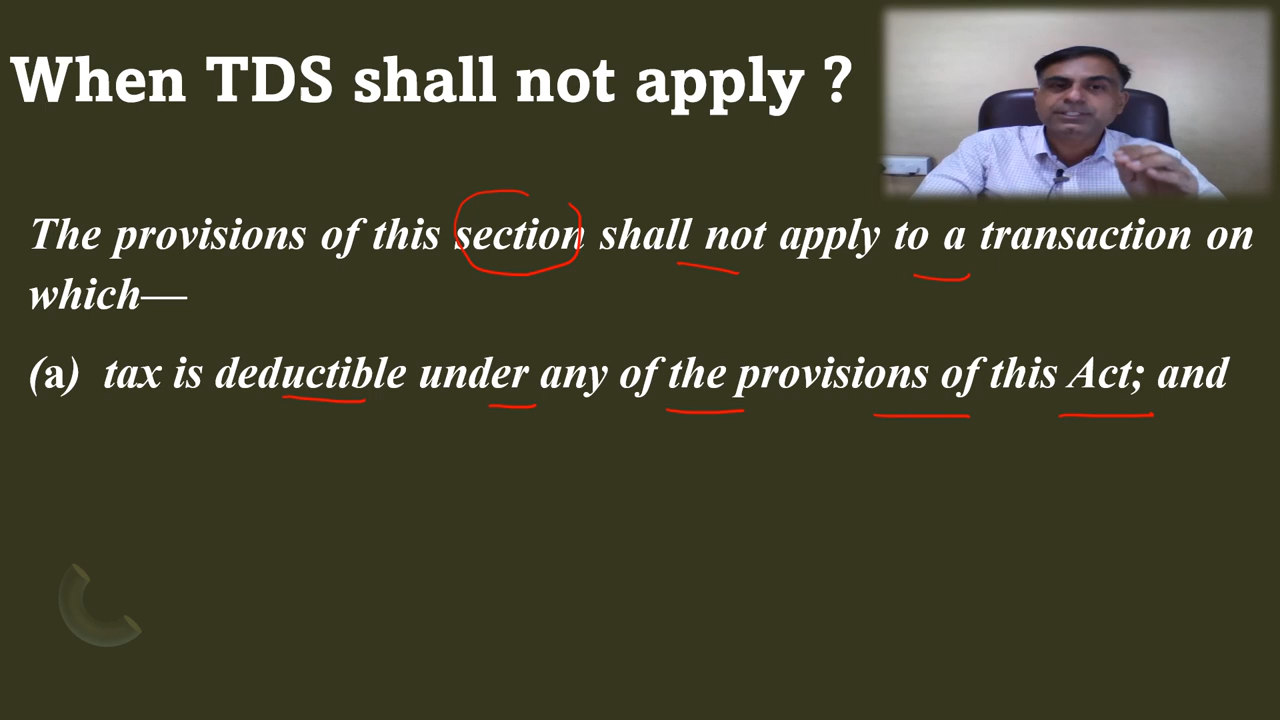 When TDS shall not apply ?
The provisions of this section shall not apply to a transaction on
which—
(a) tax is deductible under any of the provisions of this Act; and